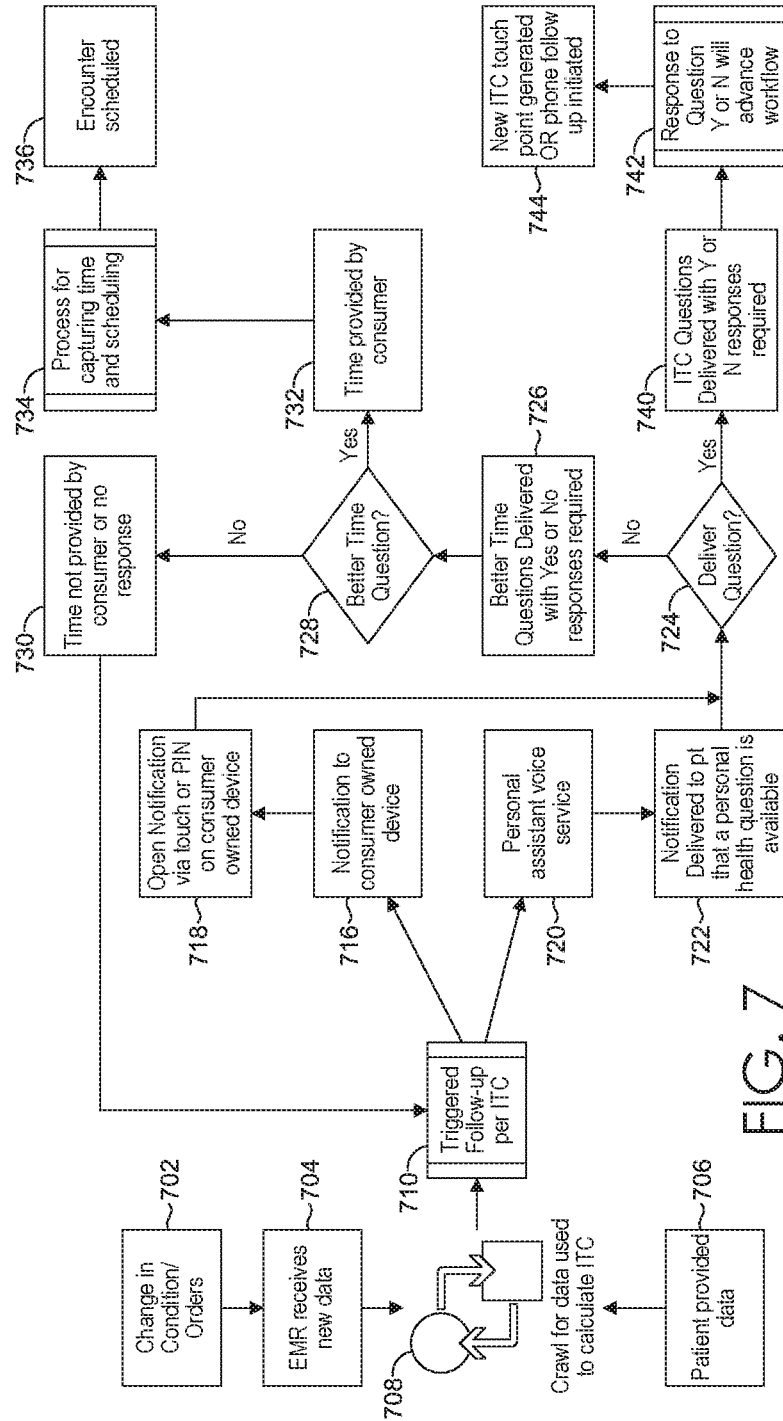 702
Change in
Condition/
Orders
704
EMR receives
new data
708
Crawl for data used
to calculate ITC
706
Patient provided
data
710
Triggered
Follow-up
per ITC
718
Open Notification
via touch or PIN
on consumer
owned device
716
Notification to
consumer owned
device
720
Personal
assistant voice
service
722
Notification
Delivered to pt
that a personal
health question is
available
730
Time not provided by
consumer or no
response
No
728
Better Time
Question?
Yes
726
Better Time
Questions Delivered
with Yes or No
responses required
No
724
Deliver
Question?
Yes
734
Process for
capturing time
and scheduling
732
Time provided by
consumer
740
ITC Questions
Delivered with Y or
N responses
required
736
Encounter
scheduled
744
New ITC touch
point generated
OR phone follow
up initiated
742
Response to
Question
Y or N will
advance
workflow
FIG. 7